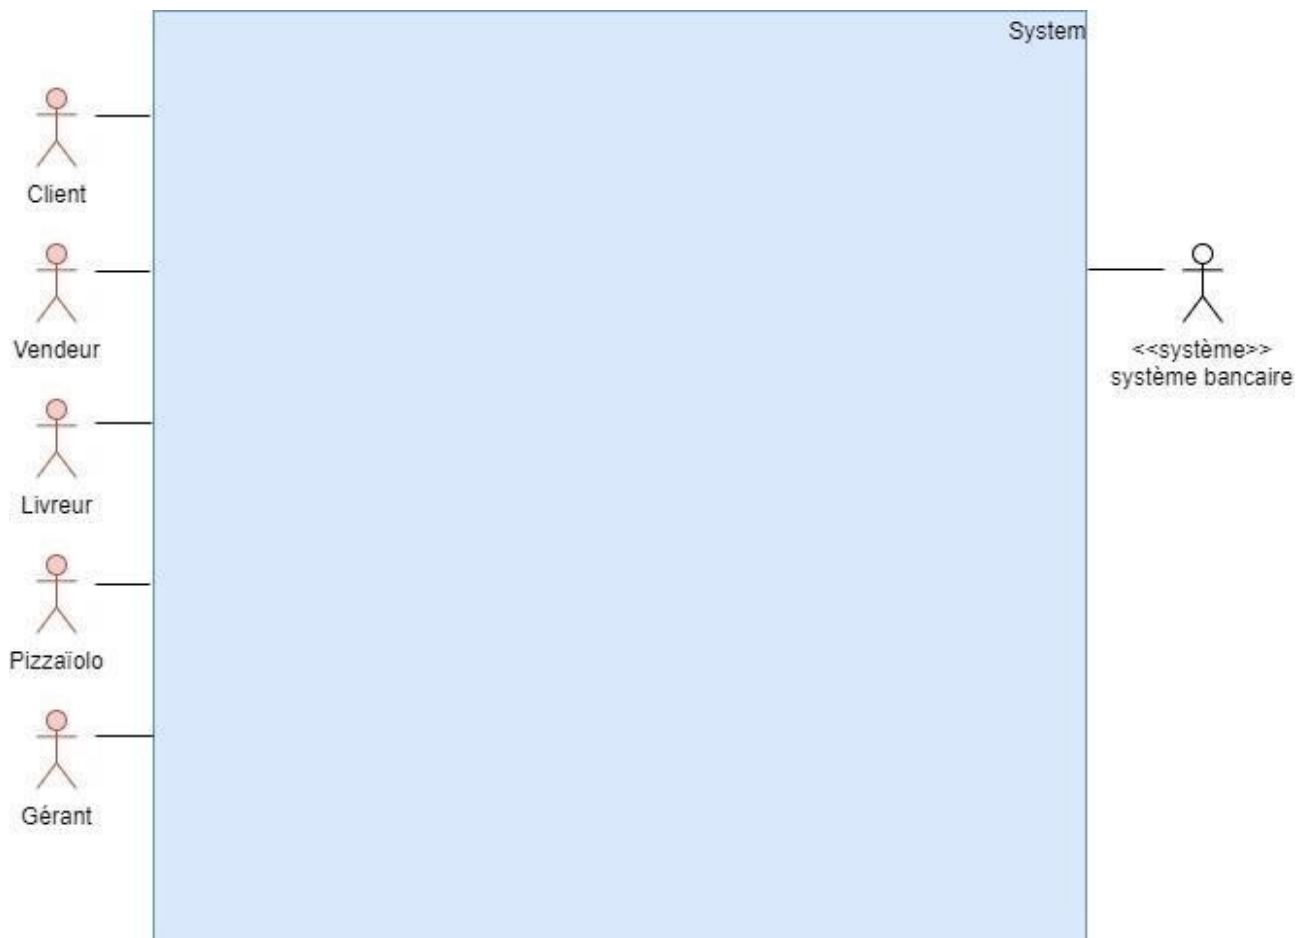 System
Client
Vendeur
<<système>>
système bancaire
Livreur
Pizzaïolo
Gérant